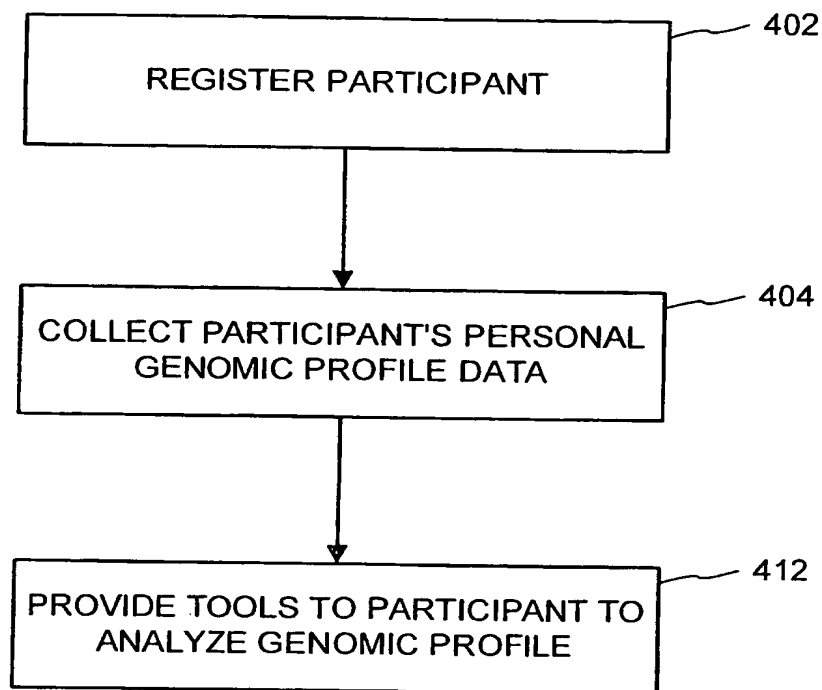 402
REGISTER PARTICIPANT
404
COLLECT PARTICIPANT'S PERSONAL
GENOMIC PROFILE DATA
412
PROVIDE TOOLS TO PARTICIPANT TO
ANALYZE GENOMIC PROFILE